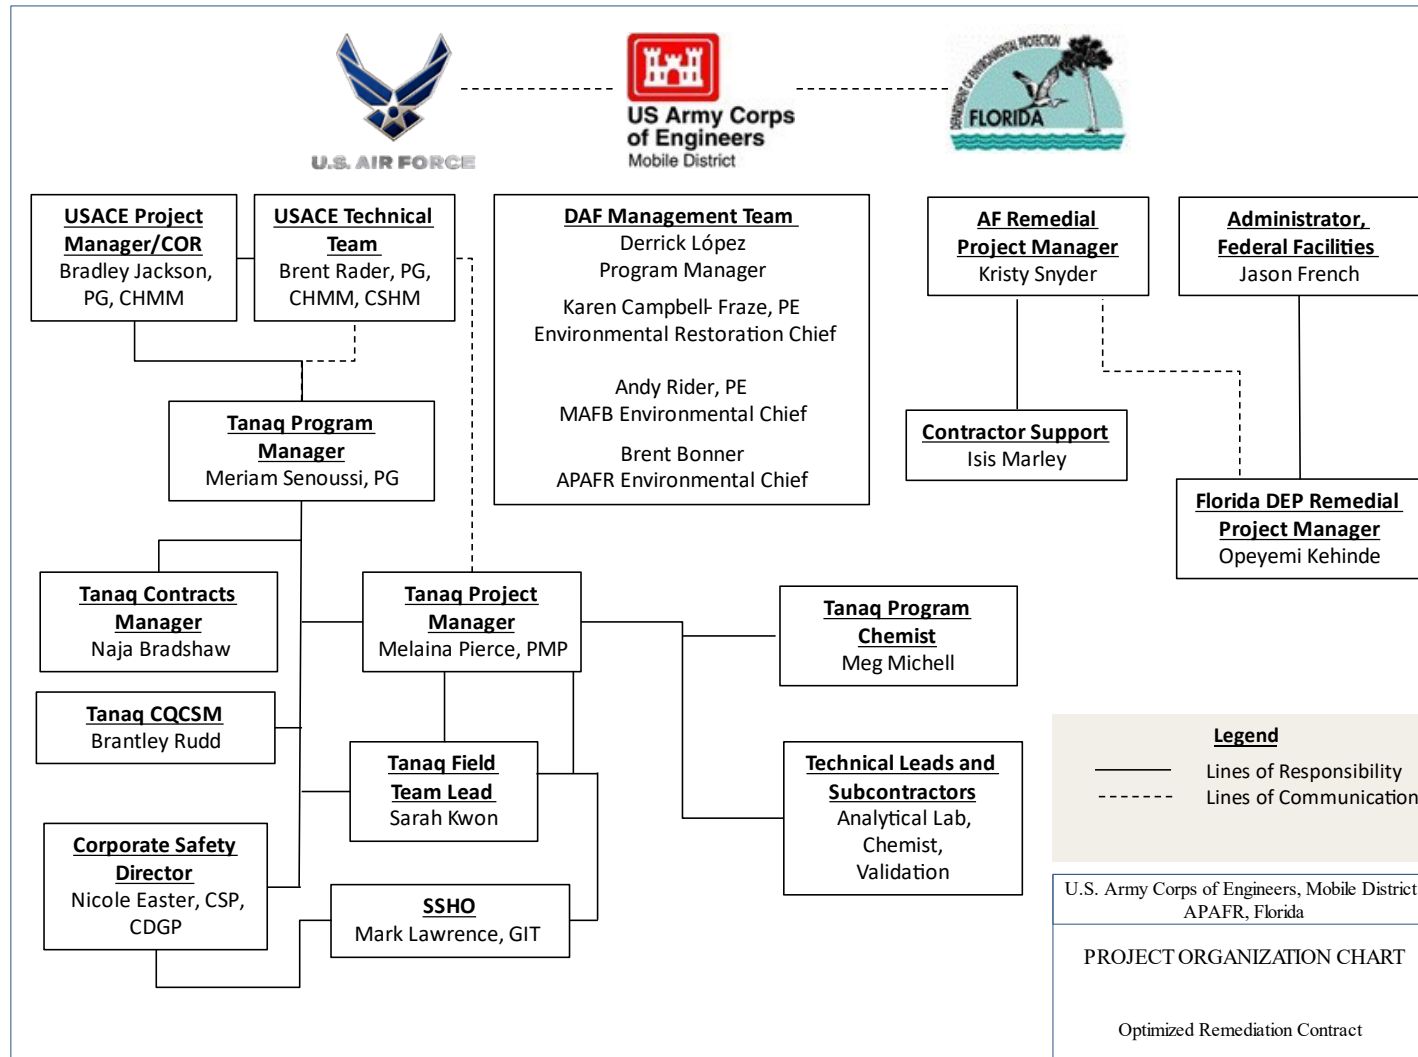 U.S. AIR FORCE
US Army Corps
of Engineers
Mobile District
DEPARTMENT OF ENVIRONMENTAL PROTECTION
FLORIDA
USACE Project
Manager/COR
Bradley Jackson,
PG, CHMM
USACE Technical
Team
Brent Rader, PG,
CHMM, CSHM
DAF Management Team
Derrick López
Program Manager
Karen Campbell- Fraze, PE
Environmental Restoration Chief
Andy Rider, PE
MAFB Environmental Chief
Brent Bonner
APAFR Environmental Chief
AF Remedial
Project Manager
Kristy Snyder
Administrator,
Federal Facilities
Jason French
Contractor Support
Isis Marley
Florida DEP Remedial
Project Manager
Opeyemi Kehinde
Tanaq Program
Manager
Meriam Senoussi, PG
Tanaq Contracts
Manager
Naja Bradshaw
Tanaq Project
Manager
Melaina Pierce, PMP
Tanaq Program
Chemist
Meg Michell
Tanaq CQCSM
Brantley Rudd
Tanaq Field
Team Lead
Sarah Kwon
Technical Leads and
Subcontractors
Analytical Lab,
Chemist,
Validation
Corporate Safety
Director
Nicole Easter, CSP,
CDGP
SSHO
Mark Lawrence, GIT
Legend
Lines of Responsibility
Lines of Communication
U.S. Army Corps of Engineers, Mobile District
APAFR, Florida
PROJECT ORGANIZATION CHART
Optimized Remediation Contract